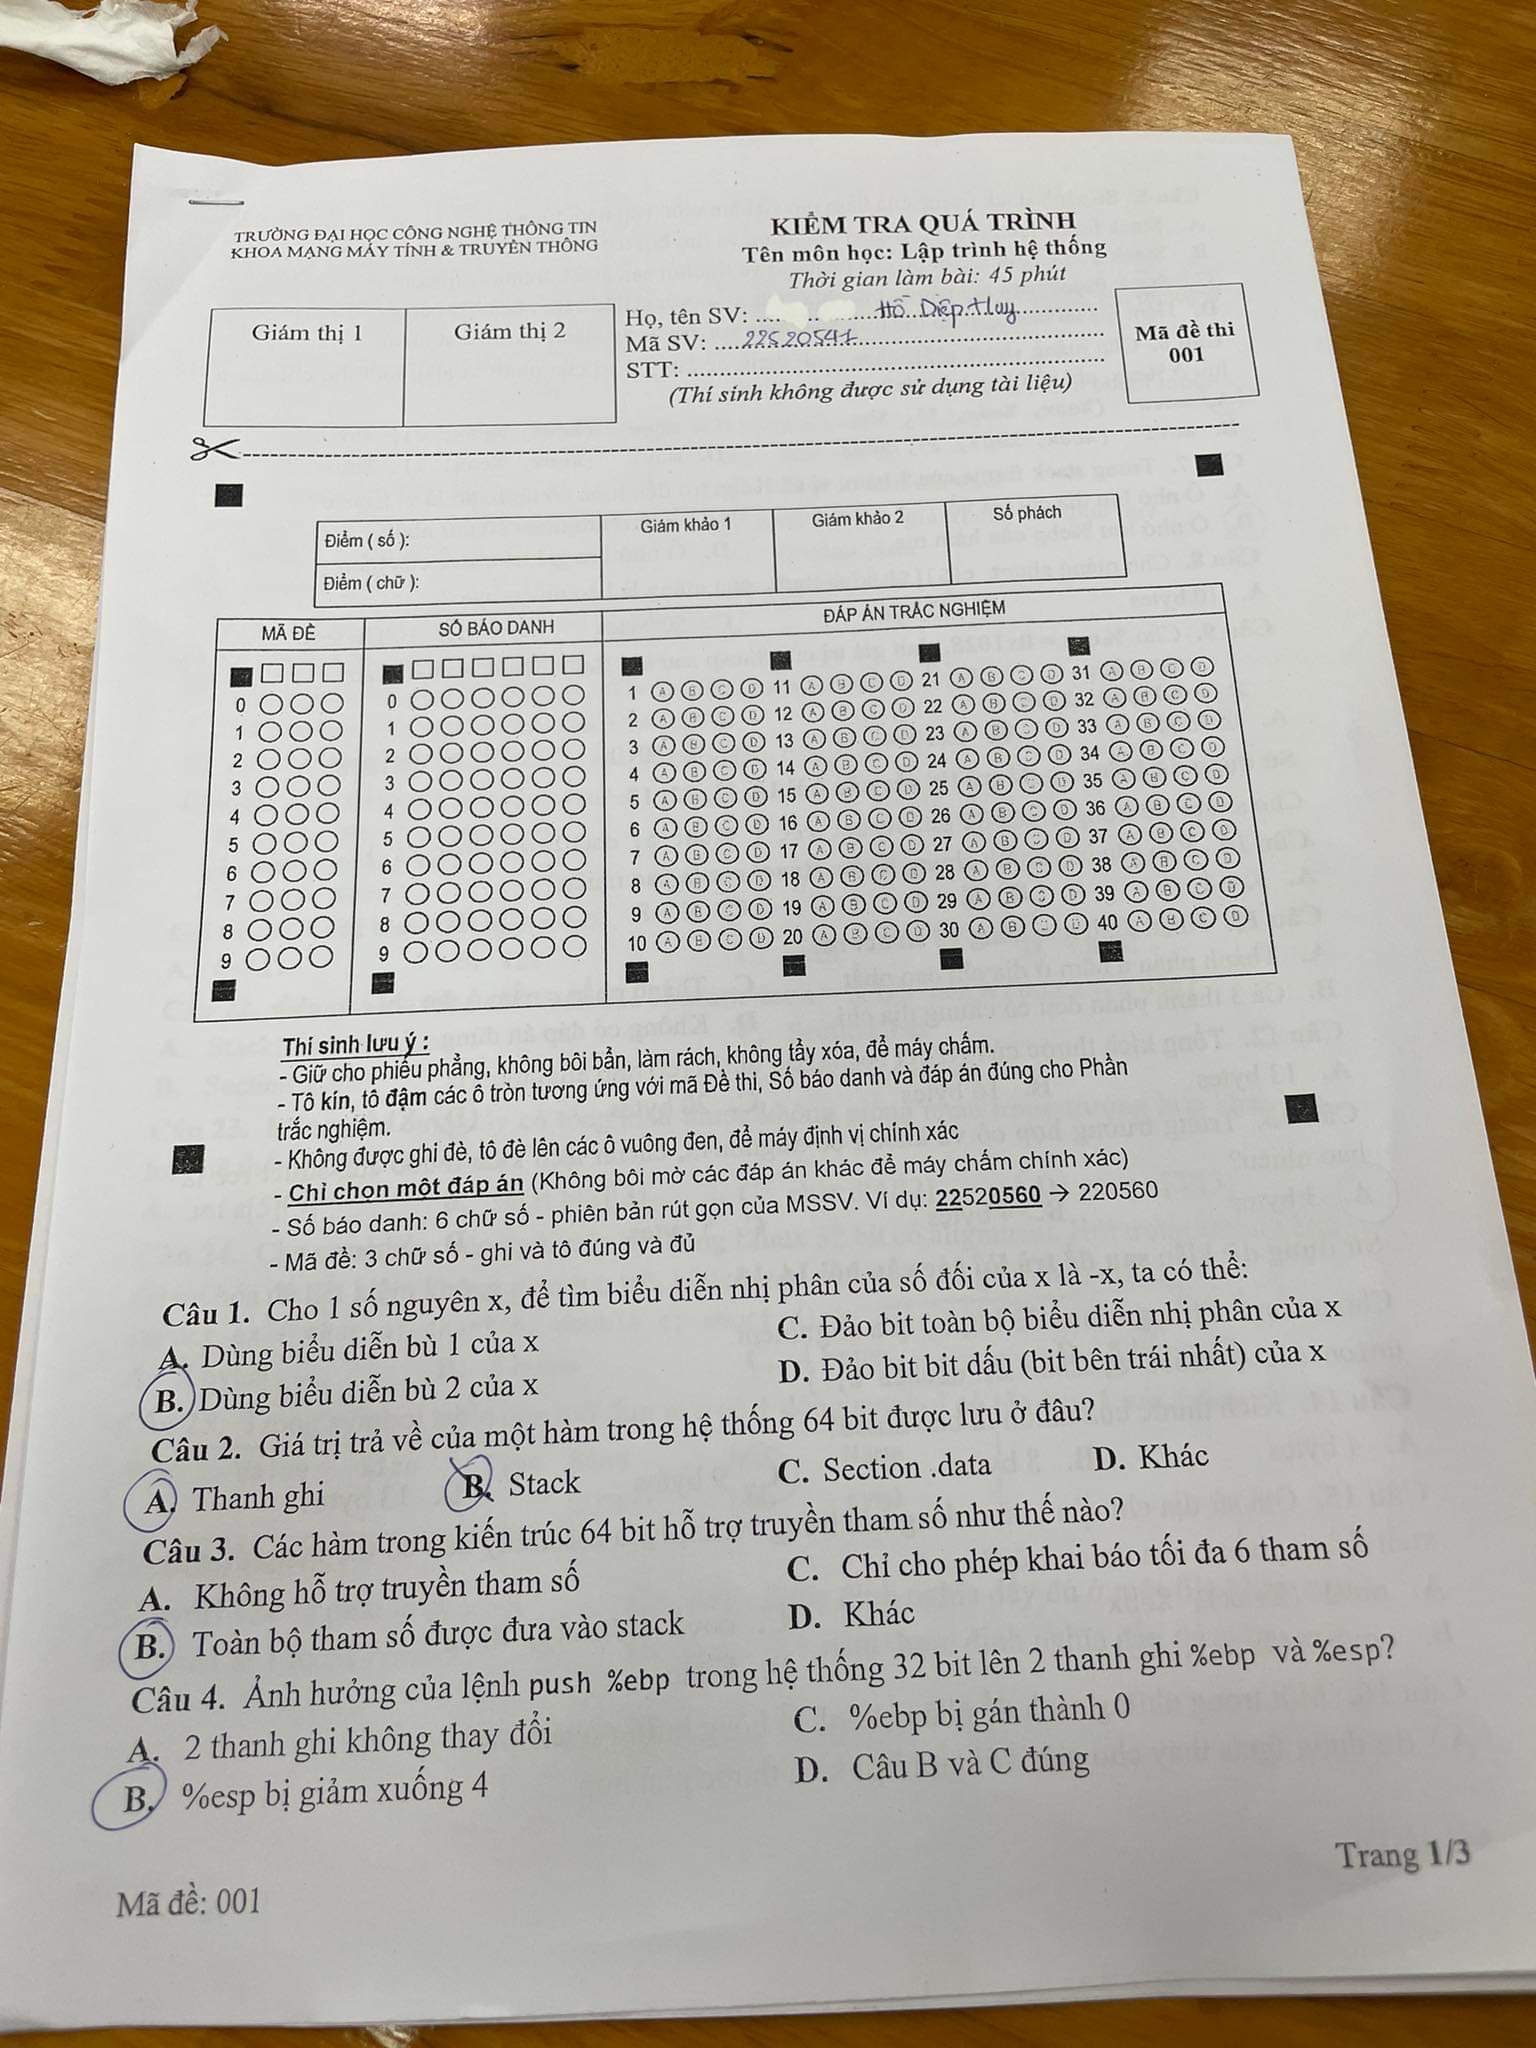 TRƯỜNG ĐẠI HỌC CÔNG NGHỆ THÔNG TIN
KHOA MẠNG MÁY TÍNH & TRUYỀN THÔNG
KIỂM TRA QUÁ TRÌNH
Tên môn học: Lập trình hệ thống
Thời gian làm bài: 45 phút
Giám thị 1 Giám thị 2
Họ, tên SV: .... Hồ Diệp Huy
Mã SV: .... 22520541
STT:
(Thí sinh không được sử dụng tài liệu)
Mã đề thi
001
Điểm ( số ):
Điểm ( chữ ):
Giám khảo 1 Giám khảo 2 Số phách
MÃ ĐỀ SỐ BÁO DANH ĐÁP ÁN TRẮC NGHIỆM
0 0 1 A B C D 11 A B C D 21 A B C D 31 A B C D
1 1 2 A B C D 12 A B C D 22 A B C D 32 A B C D
2 2 3 A B C D 13 A B C D 23 A B C D 33 A B C D
3 3 4 A B C D 14 A B C D 24 A B C D 34 A B C D
4 4 5 A B C D 15 A B C D 25 A B C D 35 A B C D
5 5 6 A B C D 16 A B C D 26 A B C D 36 A B C D
6 6 7 A B C D 17 A B C D 27 A B C D 37 A B C D
7 7 8 A B C D 18 A B C D 28 A B C D 38 A B C D
8 8 9 A B C D 19 A B C D 29 A B C D 39 A B C D
9 9 10 A B C D 20 A B C D 30 A B C D 40 A B C D
Thí sinh lưu ý :
- Giữ cho phiếu phẳng, không bôi bẩn, làm rách, không tẩy xóa, để máy chấm.
- Tô kín, tô đậm các ô tròn tương ứng với mã Đề thi, Số báo danh và đáp án đúng cho Phần
trắc nghiệm.
- Không được ghi đè, tô đè lên các ô vuông đen, để máy định vị chính xác
- Chỉ chọn một đáp án (Không bôi mờ các đáp án khác để máy chấm chính xác)
- Số báo danh: 6 chữ số - phiên bản rút gọn của MSSV. Ví dụ: 22520560 → 220560
- Mã đề: 3 chữ số - ghi và tô đúng và đủ
Câu 1. Cho 1 số nguyên x, để tìm biểu diễn nhị phân của số đối của x là -x, ta có thể:
A. Dùng biểu diễn bù 1 của x
C. Đảo bit toàn bộ biểu diễn nhị phân của x
B. Dùng biểu diễn bù 2 của x
D. Đảo bit bit dấu (bit bên trái nhất) của x
Câu 2. Giá trị trả về của một hàm trong hệ thống 64 bit được lưu ở đâu?
A. Thanh ghi B. Stack C. Section .data D. Khác
Câu 3. Các hàm trong kiến trúc 64 bit hỗ trợ truyền tham số như thế nào?
A. Không hỗ trợ truyền tham số
C. Chỉ cho phép khai báo tối đa 6 tham số
B. Toàn bộ tham số được đưa vào stack
D. Khác
Câu 4. Ảnh hưởng của lệnh push %ebp trong hệ thống 32 bit lên 2 thanh ghi %ebp và %esp?
A. 2 thanh ghi không thay đổi
C. %ebp bị gán thành 0
B. %esp bị giảm xuống 4
D. Câu B và C đúng
Trang 1/3
Mã đề: 001